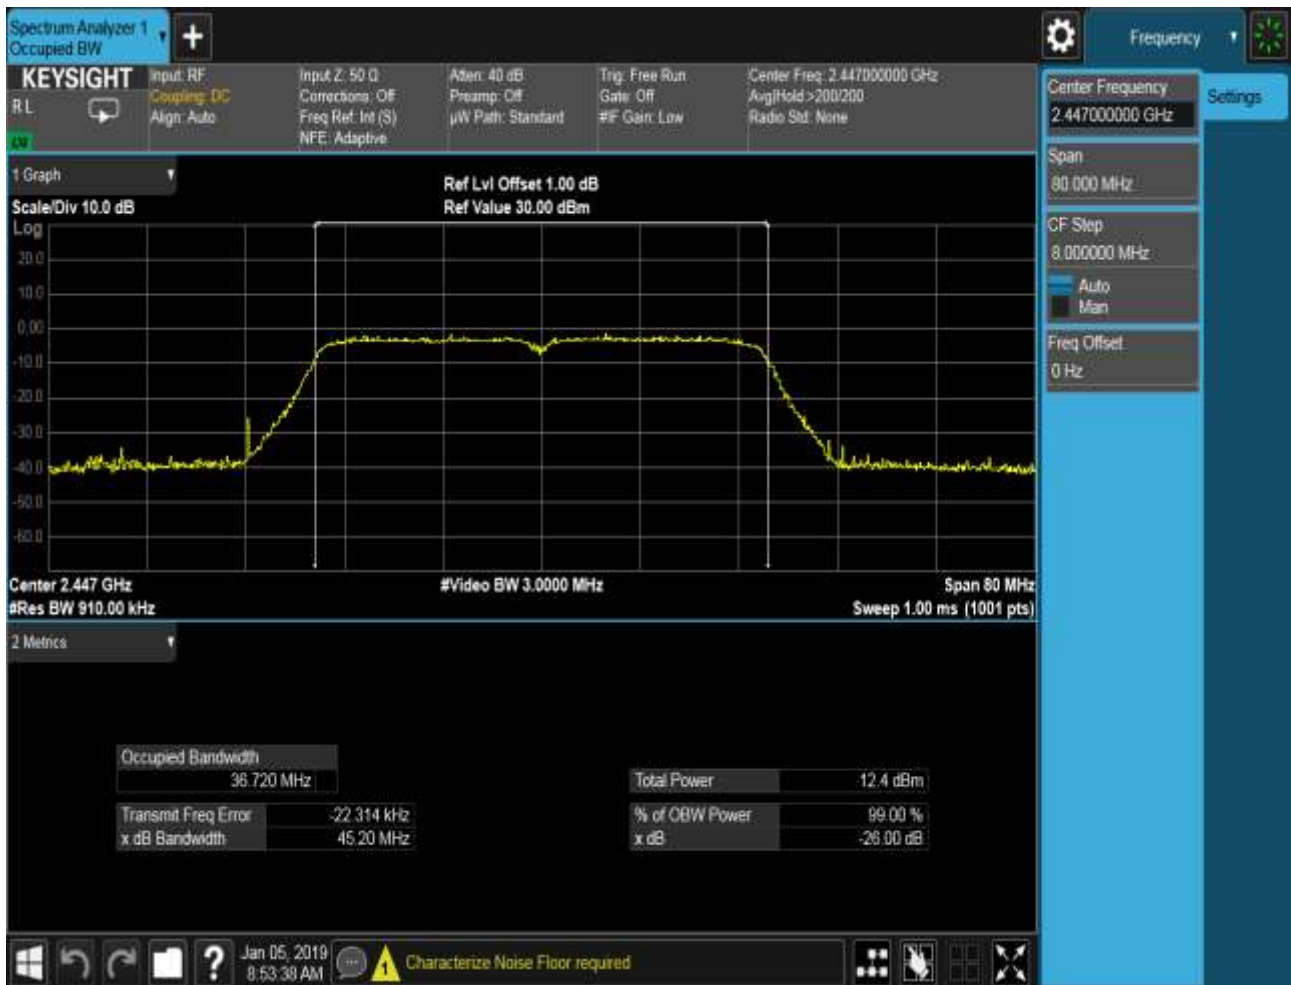 Spectrum Analyzer 1
Occupied BW
Frequency
KEYSIGHT
R L
Input: RF
Coupling: DC
Align: Auto
Input Z: 50 Ω
Corrections: Off
Freq Ref: Int (S)
NFE: Adaptive
Atten: 40 dB
Preamp: Off
µW Path: Standard
Trig: Free Run
Gate: Off
#IF Gain: Low
Center Freq: 2.447000000 GHz
Avg|Hold >200/200
Radio Std: None
Center Frequency
2.447000000 GHz
Settings
Span
80.000 MHz
CF Step
8.000000 MHz
Auto
Man
Freq Offset
0 Hz
1 Graph
Scale/Div 10.0 dB
Ref Lvl Offset 1.00 dB
Ref Value 30.00 dBm
Log
20.0
10.0
0.00
-10.0
-20.0
-30.0
-40.0
-50.0
-60.0
Center 2.447 GHz
#Video BW 3.0000 MHz
Span 80 MHz
#Res BW 910.00 kHz
Sweep 1.00 ms (1001 pts)
2 Metrics
Occupied Bandwidth
36.720 MHz
Total Power
12.4 dBm
Transmit Freq Error
-22.314 kHz
% of OBW Power
99.00 %
x dB Bandwidth
45.20 MHz
x dB
-26.00 dB
?
Jan 05, 2019
8:53:38 AM
1
Characterize Noise Floor required